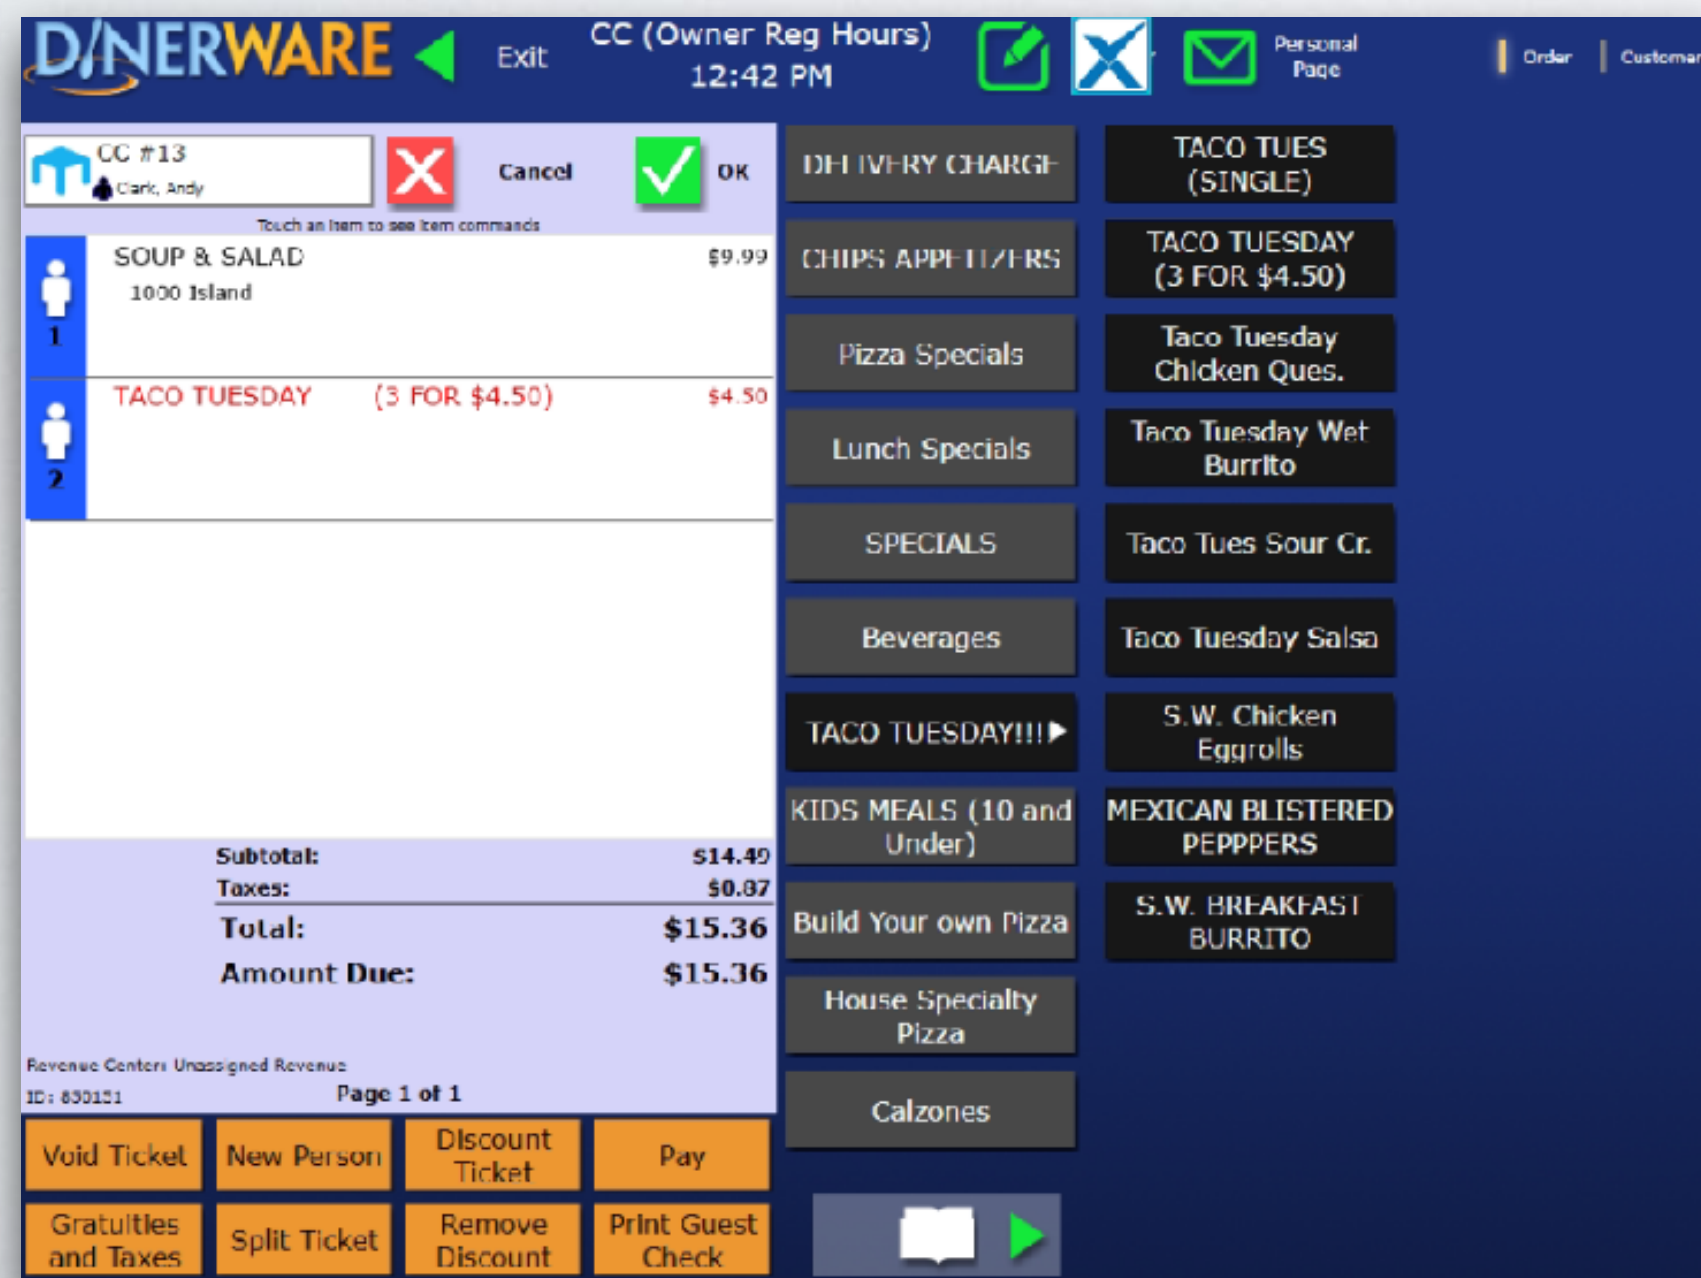 DINERWARE
Exit
CC (Owner Reg Hours)
12:42 PM
Personal
Page
Order
Customer
CC #13
Clark, Andy
Cancel
OK
Touch an item to see item commands
1
SOUP & SALAD $9.99
1000 Island
2
TACO TUESDAY (3 FOR $4.50) $4.50
Subtotal: $14.49
Taxes: $0.87
Total: $15.36
Amount Due: $15.36
Revenue Center: Unassigned Revenue
ID: 830151
Page 1 of 1
Void Ticket
New Person
Discount
Ticket
Pay
Gratuities
and Taxes
Split Ticket
Remove
Discount
Print Guest
Check
DELIVERY CHARGE
CHIPS APPETIZERS
Pizza Specials
Lunch Specials
SPECIALS
Beverages
TACO TUESDAY!!!
KIDS MEALS (10 and
Under)
Build Your own Pizza
House Specialty
Pizza
Calzones
TACO TUES
(SINGLE)
TACO TUESDAY
(3 FOR $4.50)
Taco Tuesday
Chicken Ques.
Taco Tuesday Wet
Burrito
Taco Tues Sour Cr.
Taco Tuesday Salsa
S.W. Chicken
Eggrolls
MEXICAN BLISTERED
PEPPPERS
S.W. BREAKFAST
BURRITO